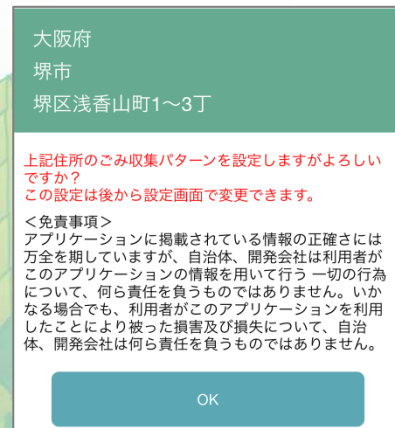 大阪府
堺市
堺区浅香山町1〜3丁
上記住所のごみ収集パターンを設定しますがよろしい
ですか？
この設定は後から設定画面で変更できます。
＜免責事項＞
アプリケーションに掲載されている情報の正確さには
万全を期していますが、自治体、開発会社は利用者が
このアプリケーションの情報を用いて行う 一切の行為
について、何ら責任を負うものではありません。いか
なる場合でも、利用者がこのアプリケーションを利用
したことにより被った損害及び損失について、自治
体、開発会社は何ら責任を負うものではありません。
OK